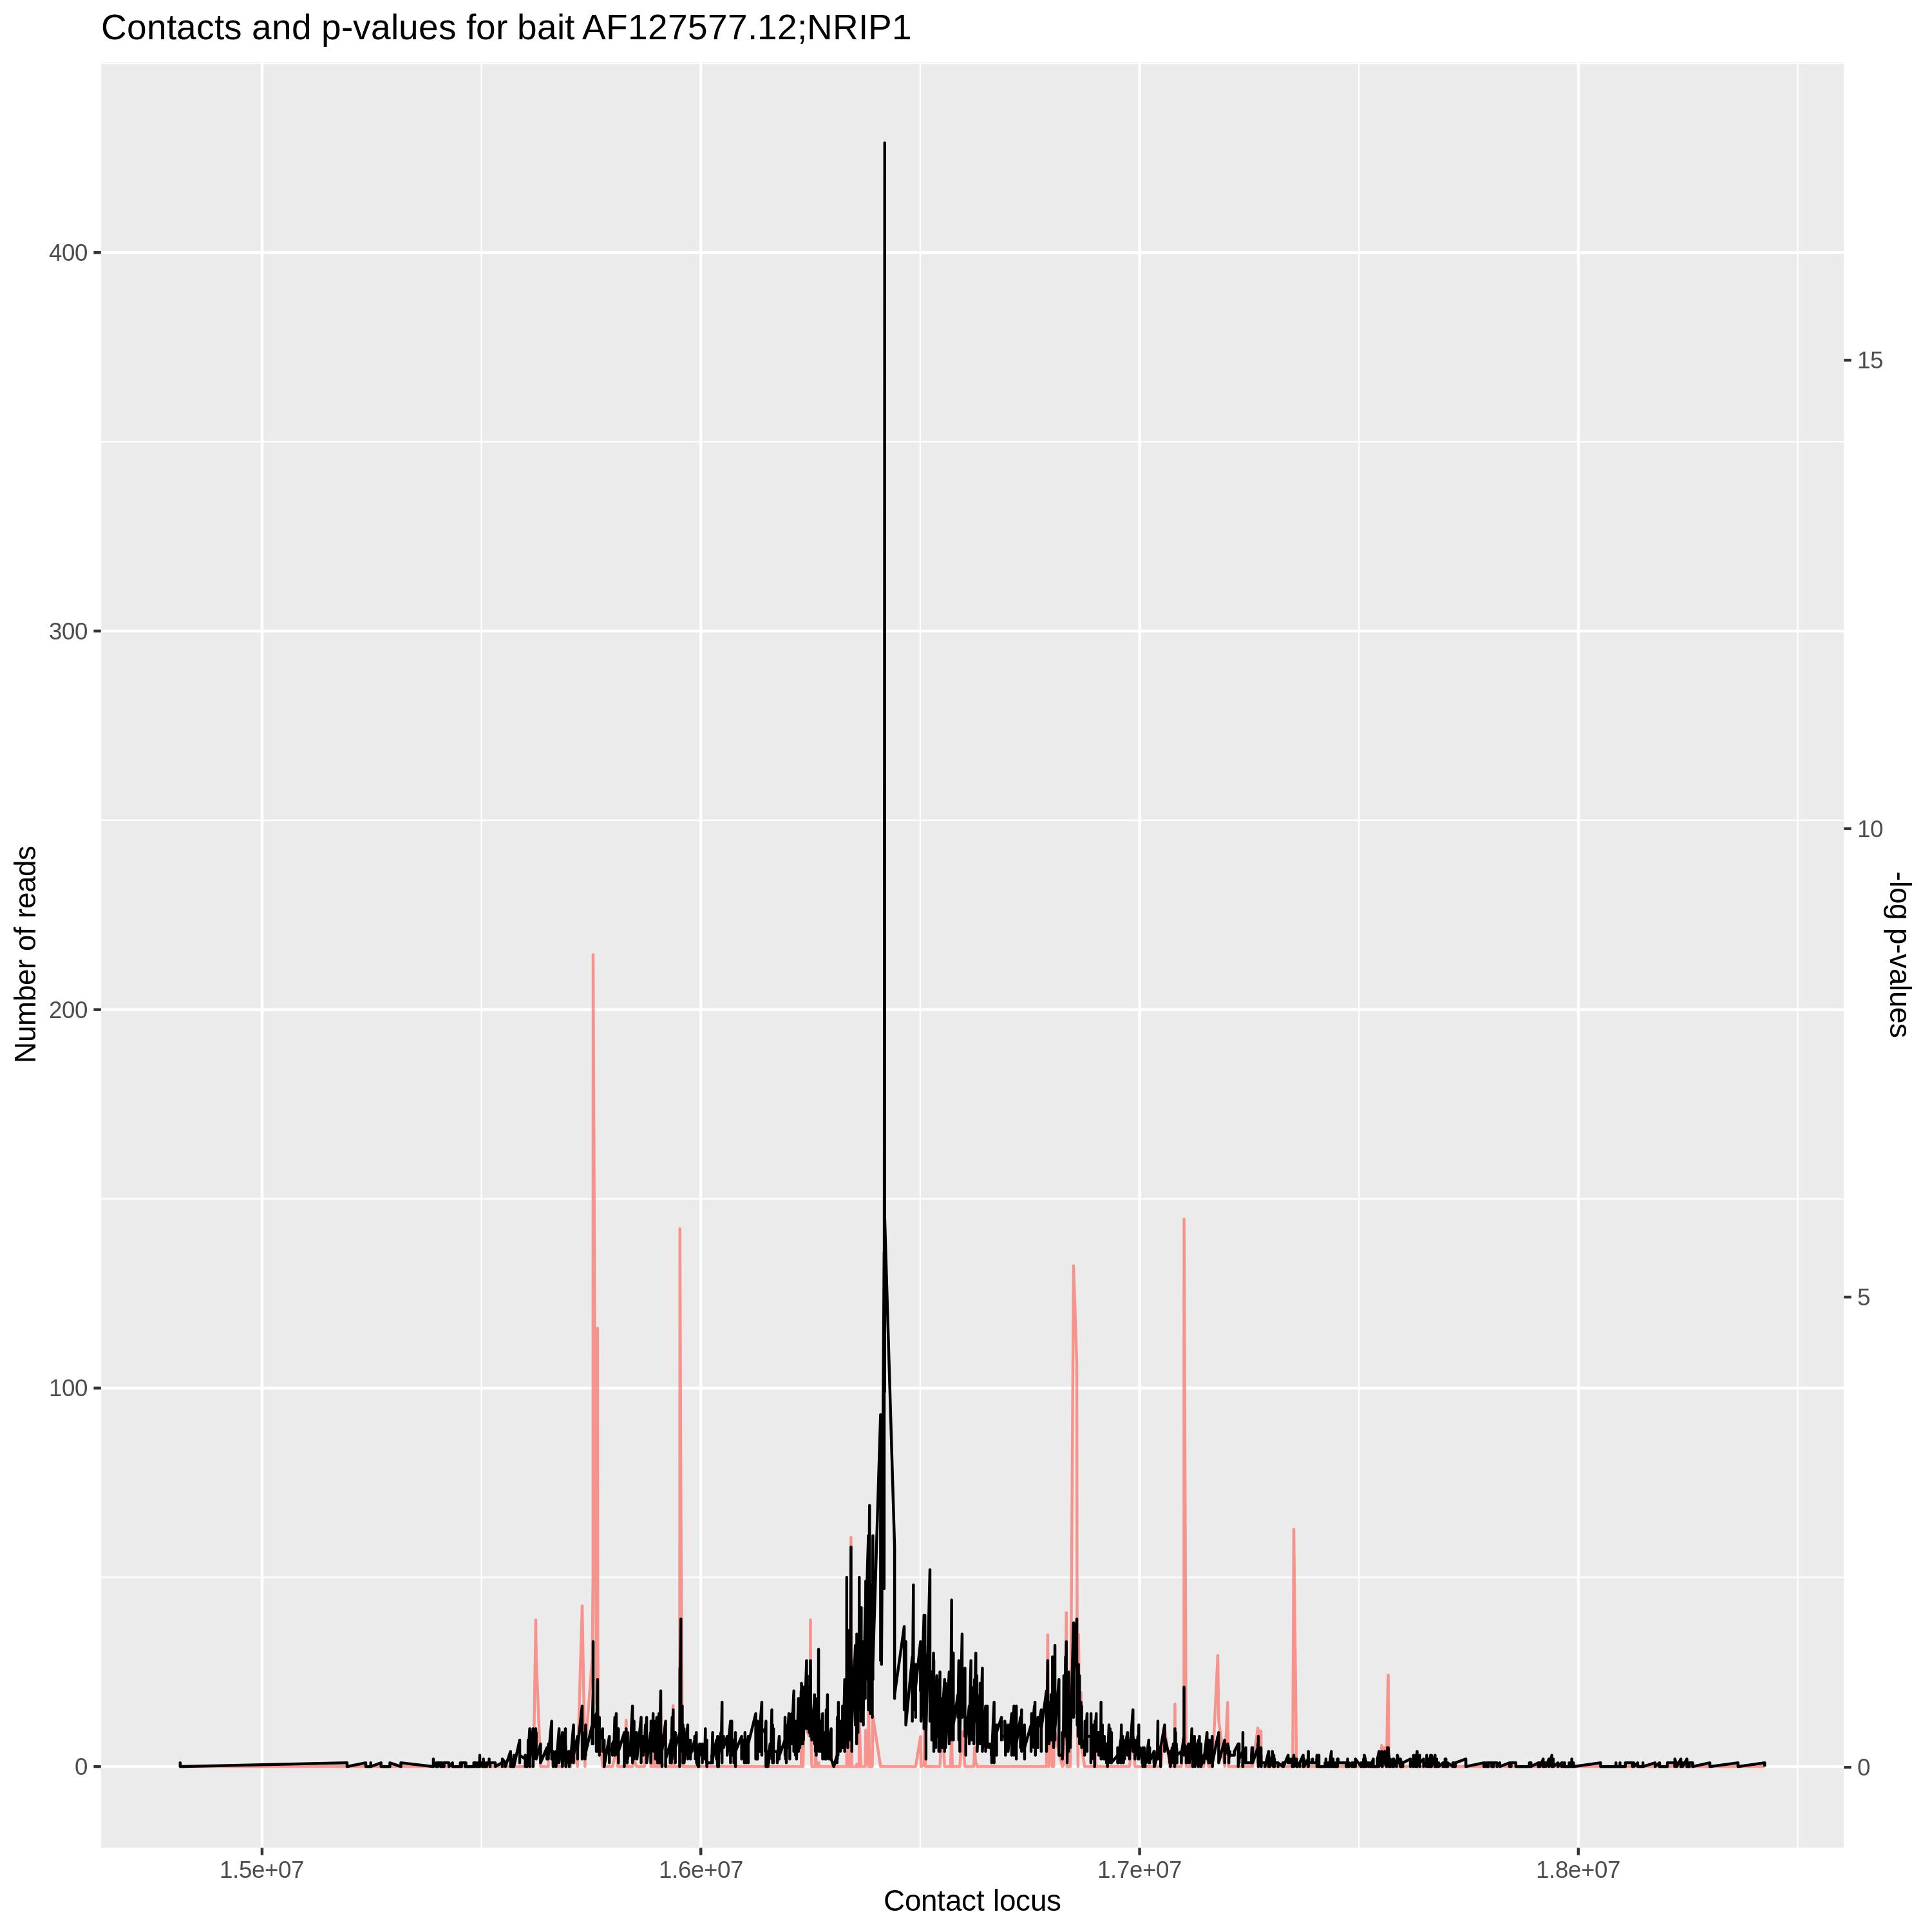 Contacts and p-values for bait AF127577.12;NRIP1
400
300
200
100
0
Number of reads
15
10
5
0
-log p-values
1.5e+07
1.6e+07
1.7e+07
1.8e+07
Contact locus